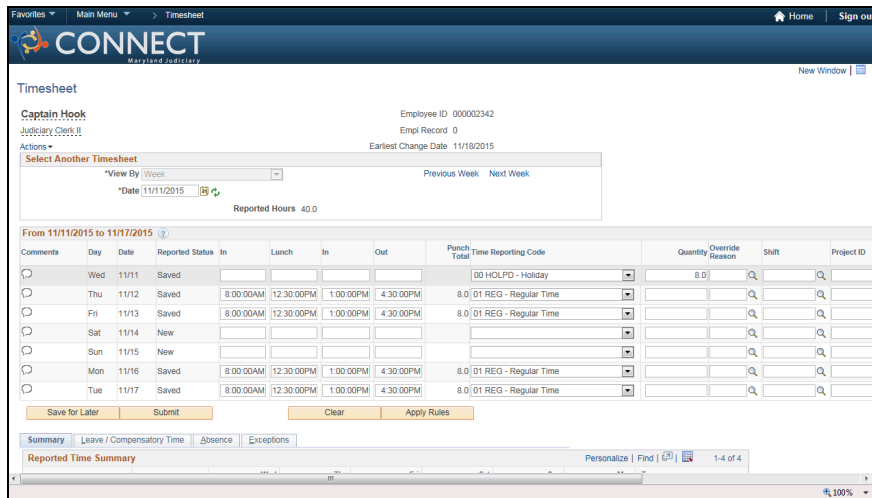 Favorites Main Menu > Timesheet Home Sign ou
CONNECT
Maryland Judiciary
New Window
Timesheet
Captain Hook Employee ID 000002342
Judiciary Clerk II Empl Record 0
Actions Earliest Change Date 11/18/2015
Select Another Timesheet
*View By Week Previous Week Next Week
*Date 11/11/2015
Reported Hours 40.0
From 11/11/2015 to 11/17/2015
Comments Day Date Reported Status In Lunch In Out Punch Total Time Reporting Code Quantity Override Reason Shift Project ID
Wed 11/11 Saved 00 HOLPD - Holiday 8.0
Thu 11/12 Saved 8:00:00AM 12:30:00PM 1:00:00PM 4:30:00PM 8.0 01 REG - Regular Time
Fri 11/13 Saved 8:00:00AM 12:30:00PM 1:00:00PM 4:30:00PM 8.0 01 REG - Regular Time
Sat 11/14 New
Sun 11/15 New
Mon 11/16 Saved 8:00:00AM 12:30:00PM 1:00:00PM 4:30:00PM 8.0 01 REG - Regular Time
Tue 11/17 Saved 8:00:00AM 12:30:00PM 1:00:00PM 4:30:00PM 8.0 01 REG - Regular Time
Save for Later Submit Clear Apply Rules
Summary Leave / Compensatory Time Absence Exceptions
Reported Time Summary Personalize | Find | 1-4 of 4
100%